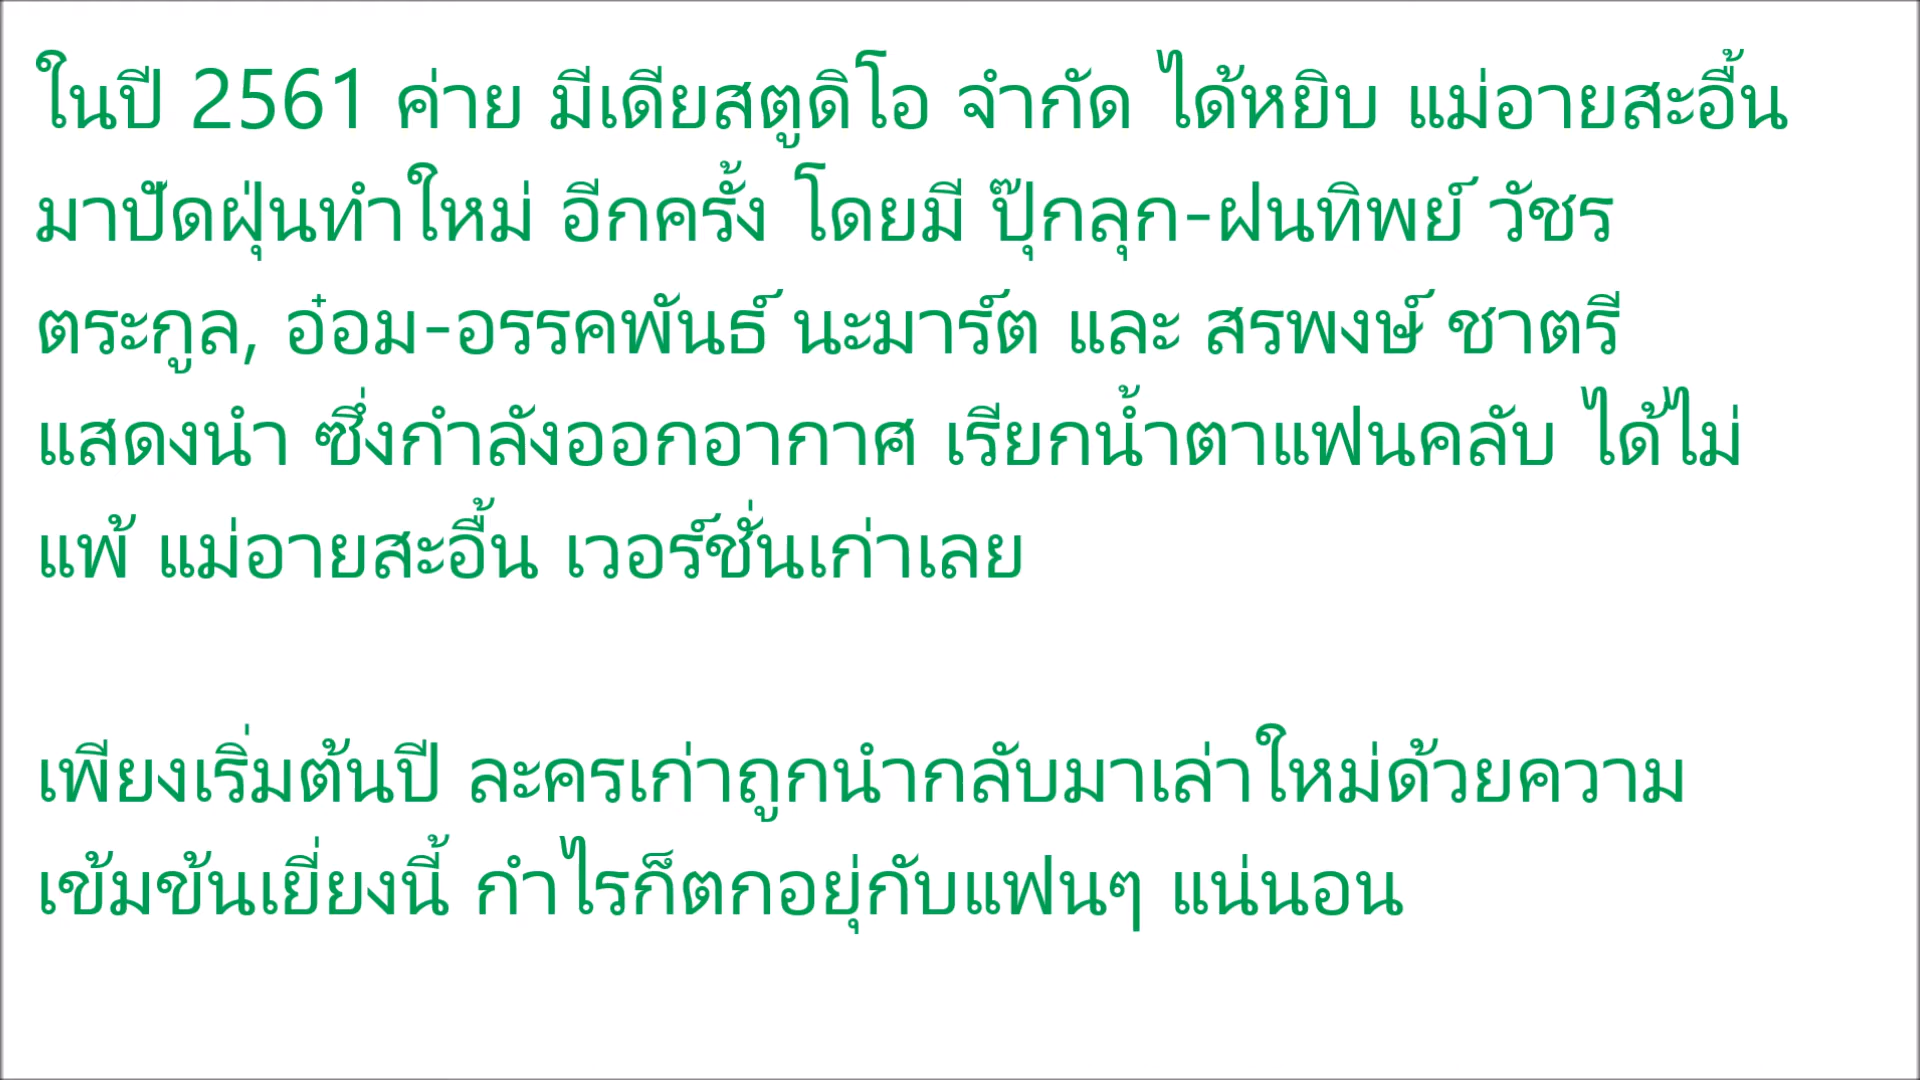 ในปี 2561 ค่าย มีเดียสตูดิโอ จำกัด ได้หยิบ แม่อายสะอื้น
มาปัดฝุ่นทำใหม่ อีกครั้ง โดยมี ปุ๊กลุก-ฝนทิพย์ วัชร
ตระกูล, อ๋อม-อรรคพันธ์ นะมาร์ต และ สรพงษ์ ชาตรี
แสดงนำ ซึ่งกำลังออกอากาศ เรียกน้ำตาแฟนคลับ ได้ไม่
แพ้ แม่อายสะอื้น เวอร์ชั่นเก่าเลย
เพียงเริ่มต้นปี ละครเก่าถูกนำกลับมาเล่าใหม่ด้วยความ
เข้มข้นเยี่ยงนี้ กำไรก็ตกอยุ่กับแฟนๆ แน่นอน